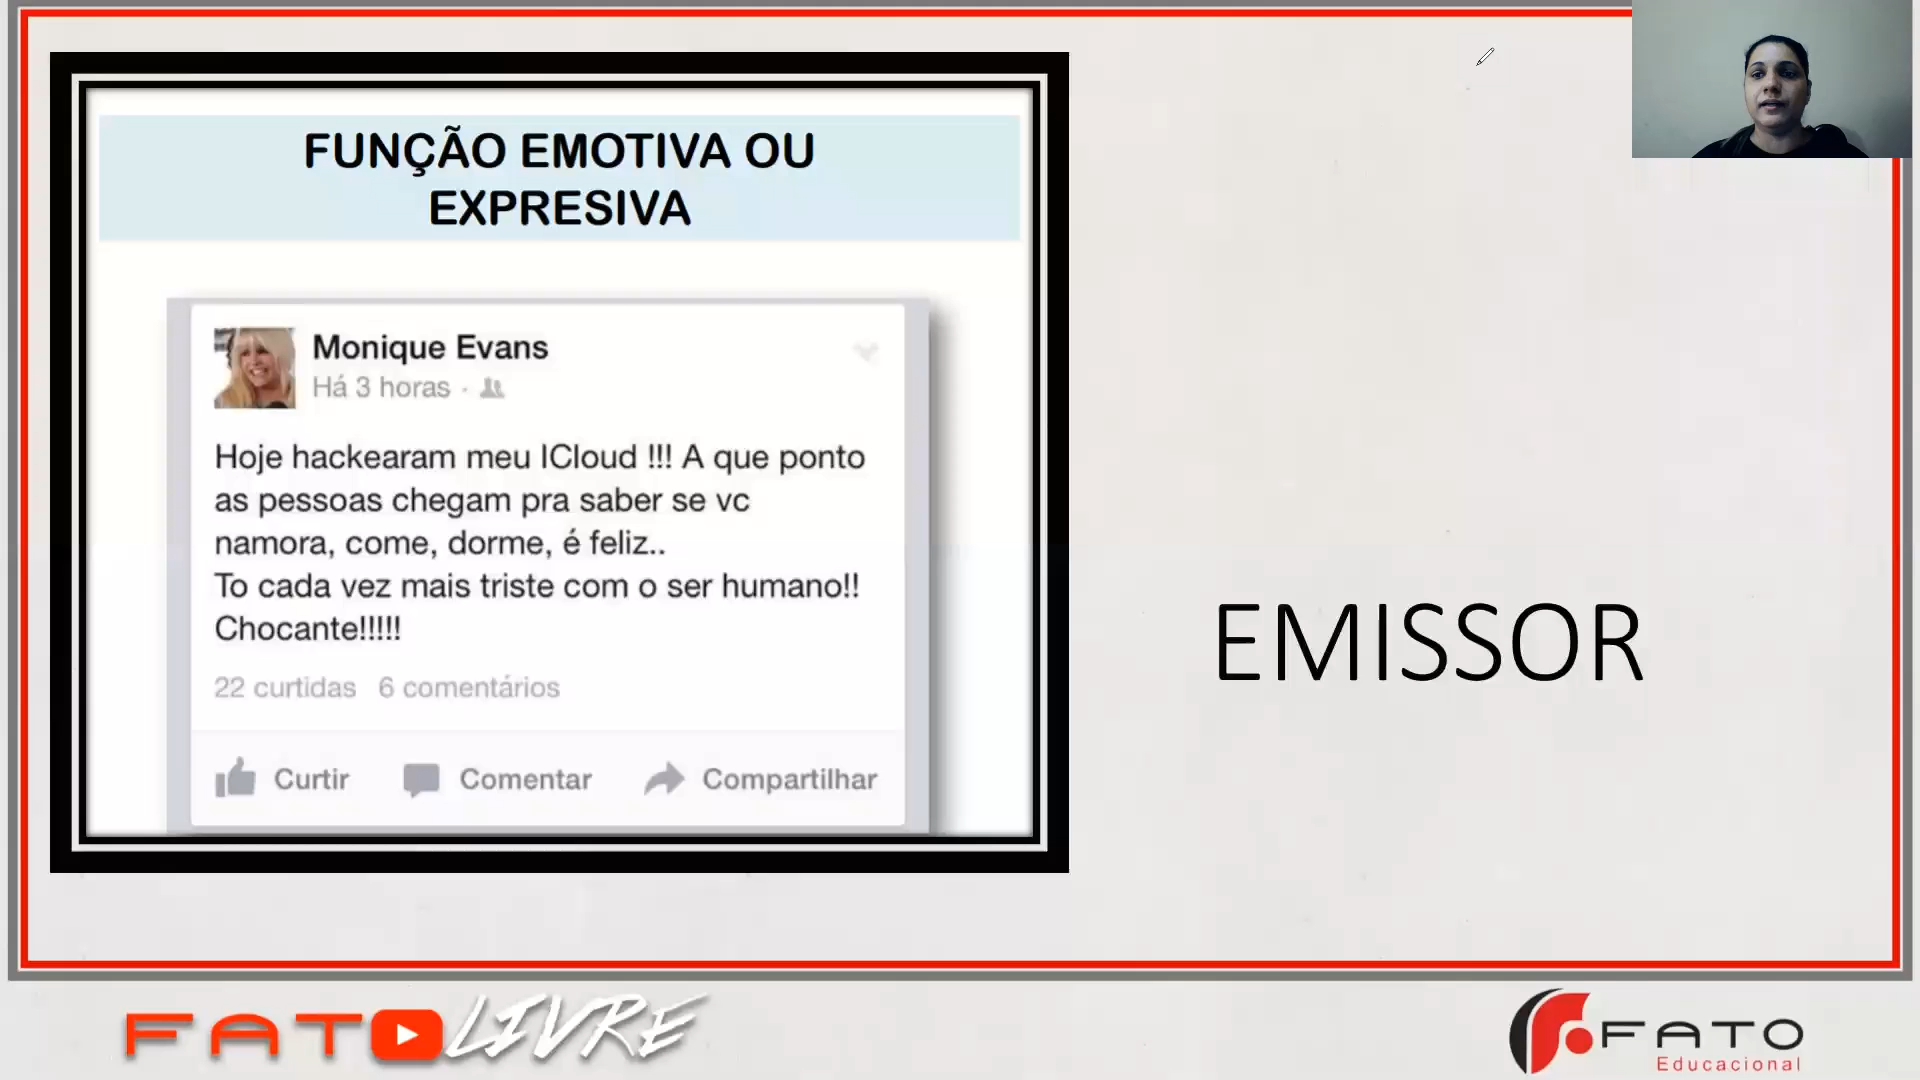 FUNÇÃO EMOTIVA OU
EXPRESIVA
Monique Evans
Há 3 horas ·
Hoje hackearam meu ICloud !!! A que ponto
as pessoas chegam pra saber se vc
namora, come, dorme, é feliz..
To cada vez mais triste com o ser humano!!
Chocante!!!!!
22 curtidas 6 comentários
Curtir Comentar Compartilhar
EMISSOR
FATO LIVRE
FATO
Educacional